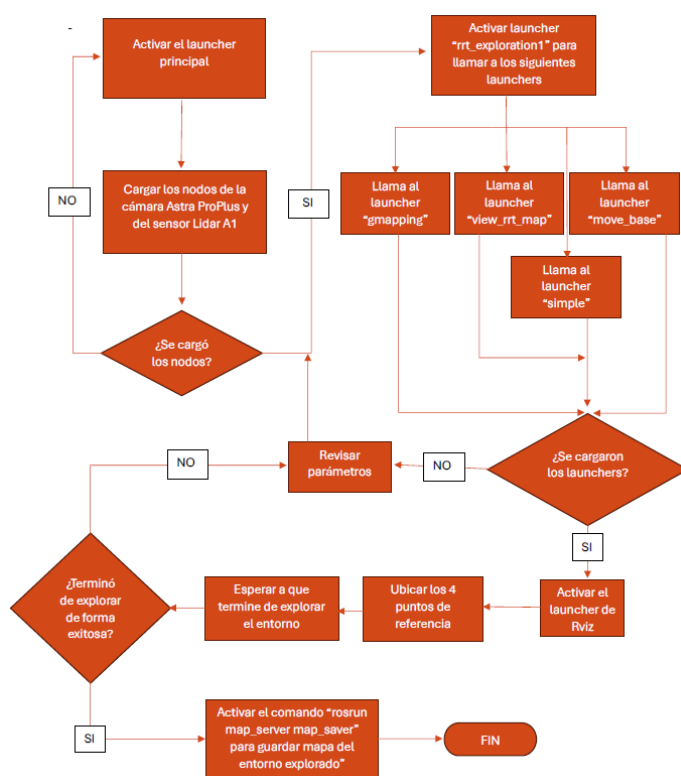 Activar el launcher
principal
Cargar los nodos de la
cámara Astra ProPlus y
del sensor Lidar A1
NO
¿Se cargó
los nodos?
SI
Activar launcher
“rrt_exploration1” para
llamar a los siguientes
launchers
Llama al
launcher
“gmapping”
Llama al
launcher
“view_rrt_map”
Llama al
launcher
“move_base”
Llama al
launcher
“simple”
¿Se cargaron
los launchers?
NO
Revisar
parámetros
SI
Activar el
launcher de
Rviz
Ubicar los 4
puntos de
referencia
Esperar a que
termine de explorar
el entorno
¿Terminó
de explorar
de forma
exitosa?
NO
SI
Activar el comando “rosrun
map_server map_saver”
para guardar mapa del
entorno explorado”
FIN